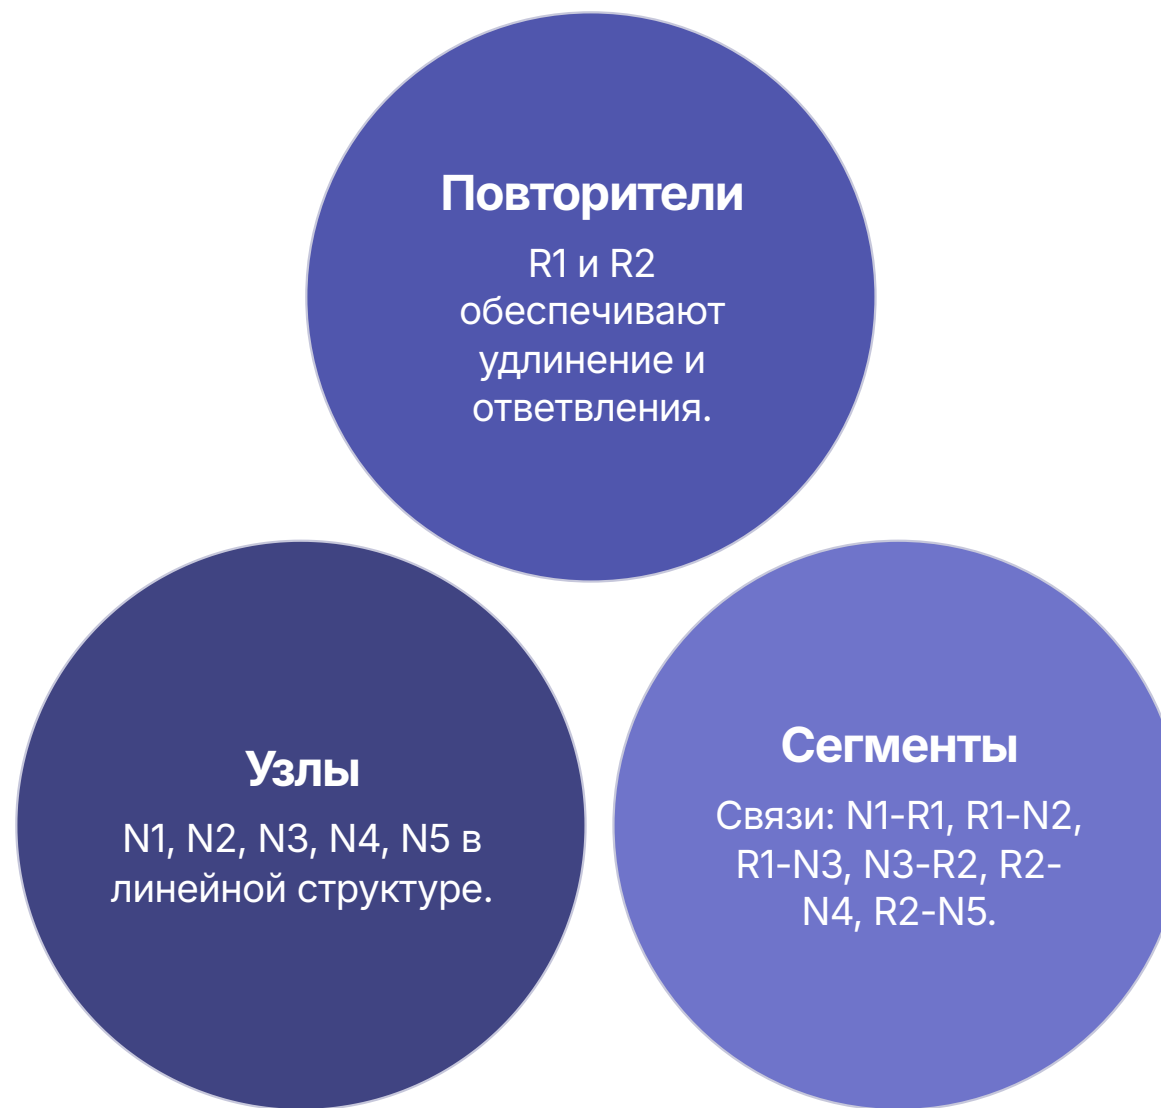 Повторители
R1 и R2
обеспечивают
удлинение и
ответвления.
Узлы
N1, N2, N3, N4, N5 в
линейной структуре.
Сегменты
Связи: N1-R1, R1-N2,
R1-N3, N3-R2, R2-
N4, R2-N5.